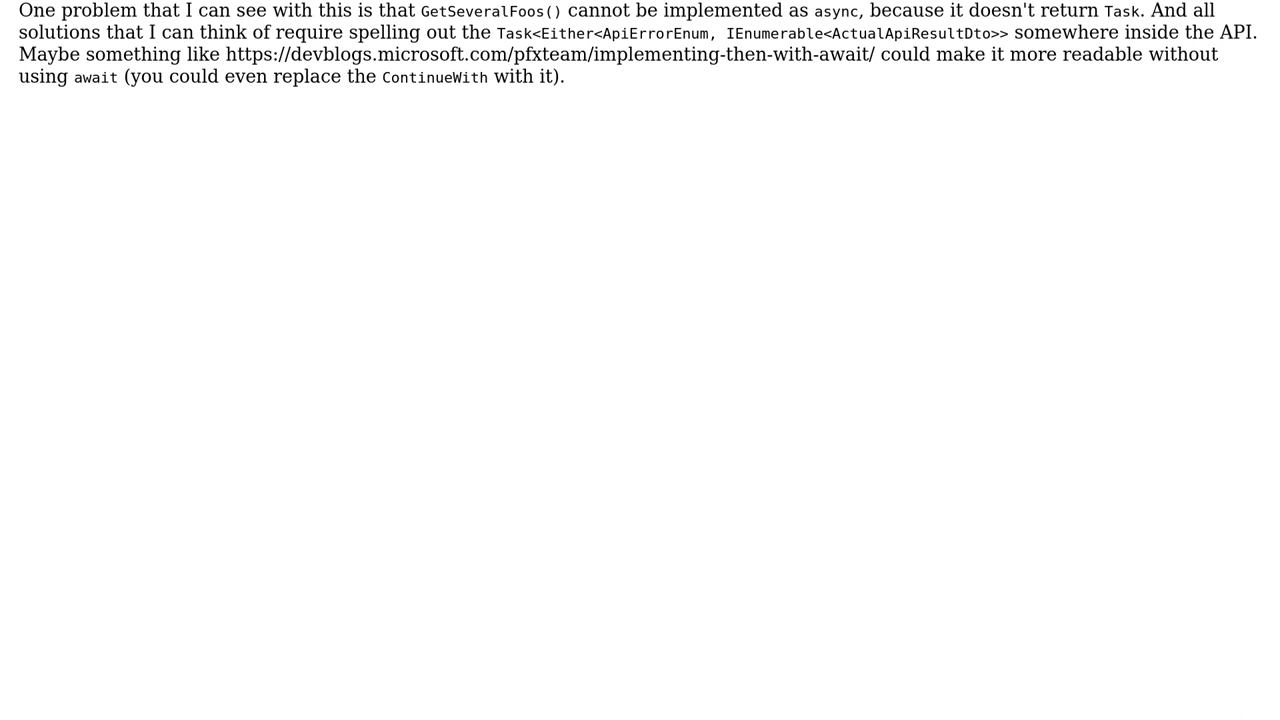 One problem that I can see with this is that GetSeveralFoos() cannot be implemented as async, because it doesn't return Task. And all
solutions that I can think of require spelling out the Task<Either<ApiErrorEnum, IEnumerable<ActualApiResultDto>> somewhere inside the API.
Maybe something like https://devblogs.microsoft.com/pfxteam/implementing-then-with-await/ could make it more readable without
using await (you could even replace the ContinueWith with it).